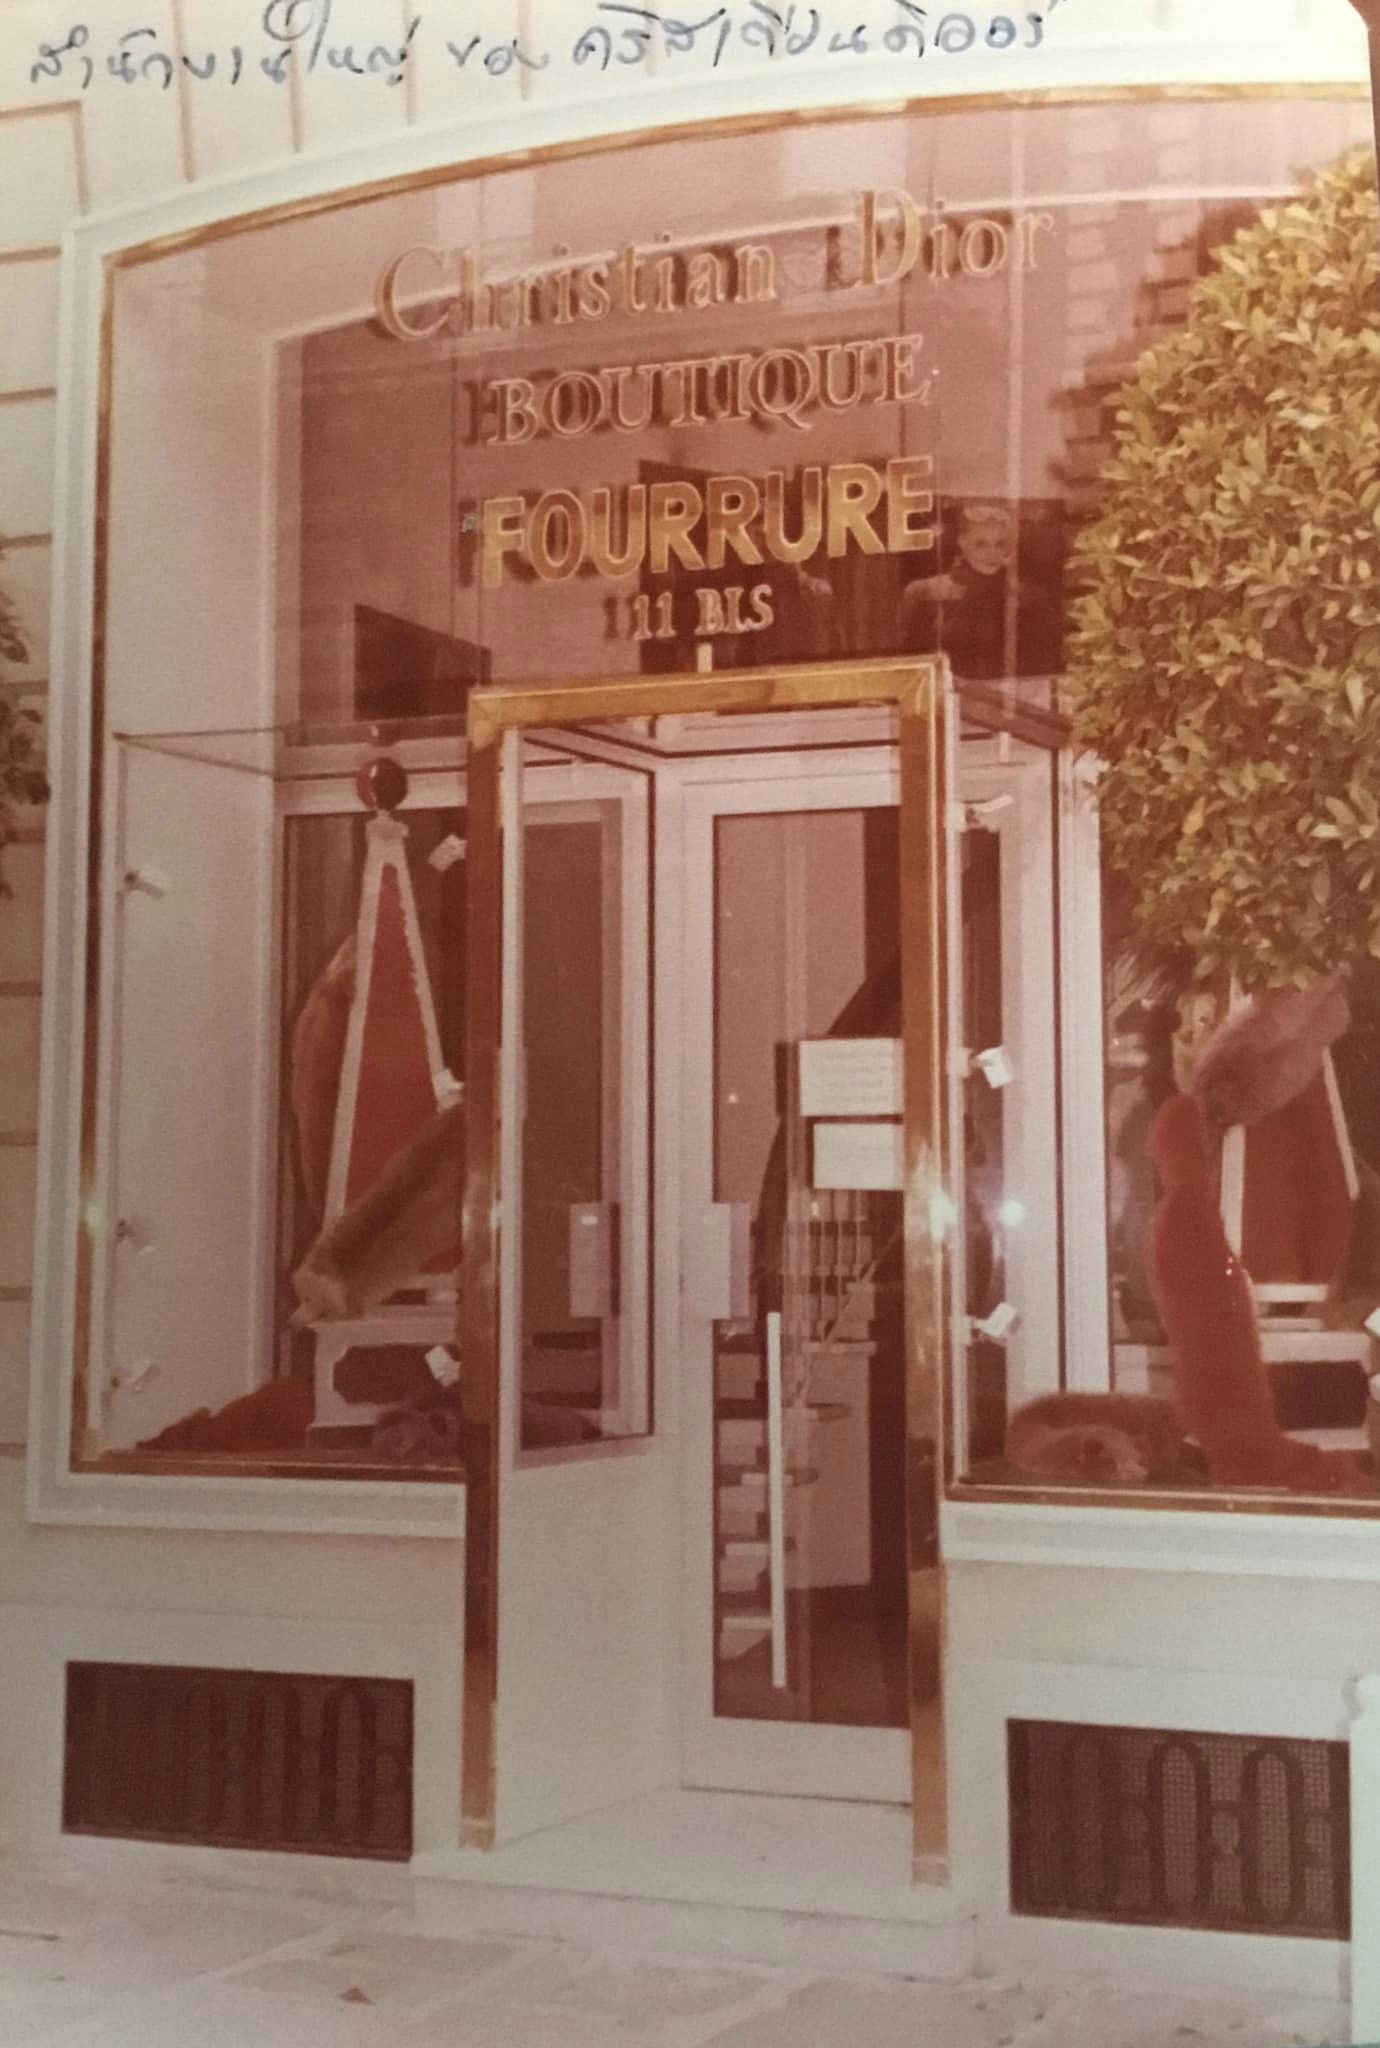 สำนักงานใหญ่ ของ คริสเตียนดิออร์
Christian Dior
BOUTIQUE
FOURRURE
11 BIS